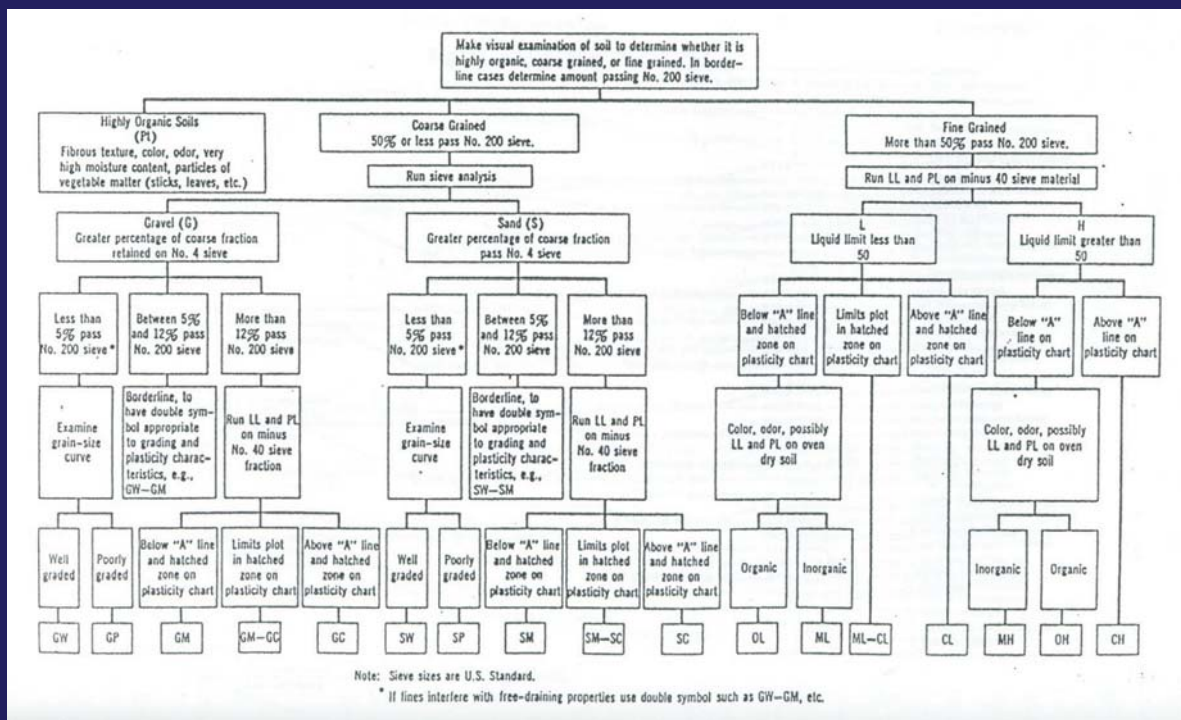 Make visual examination of soil to determine whether it is
highly organic, coarse grained, or fine grained. In border-
line cases determine amount passing No. 200 sieve.
Highly Organic Soils
(Pt)
Fibrous texture, color, odor, very
high moisture content, particles of
vegetable matter (sticks, leaves, etc.)
Coarse Grained
50% or less pass No. 200 sieve.
Run sieve analysis
Fine Grained
More than 50% pass No. 200 sieve.
Run LL and PL on minus 40 sieve material
Gravel (G)
Greater percentage of coarse fraction
retained on No. 4 sieve
Sand (S)
Greater percentage of coarse fraction
pass No. 4 sieve
L
Liquid limit less than
50
H
Liquid limit greater than
50
Less than
5% pass
No. 200 sieve*
Between 5%
and 12% pass
No. 200 sieve
More than
12% pass
No. 200 sieve
Less than
5% pass
No. 200 sieve*
Between 5%
and 12% pass
No. 200 sieve
More than
12% pass
No. 200 sieve
Below "A" line
and hatched
zone on
plasticity chart
Limits plot
in hatched
zone on
plasticity chart
Above "A" line
and hatched
zone on
plasticity chart
Below "A"
line on
plasticity chart
Above "A"
line on
plasticity chart
Examine
grain-size
curve
Borderline, to
have double sym-
bol appropriate
to grading and
plasticity charac-
teristics, e.g.,
GW-GM
Run LL and PL
on minus
No. 40 sieve
fraction
Examine
grain-size
curve
Borderline, to
have double sym-
bol appropriate
to grading and
plasticity charac-
teristics, e.g.,
SW-SM
Run LL and PL
on minus
No. 40 sieve
fraction
Color, odor, possibly
LL and PL on oven
dry soil
Color, odor, possibly
LL and PL on oven
dry soil
Well
graded
Poorly
graded
Below "A" line
and hatched
zone on
plasticity chart
Limits plot
in hatched
zone on
plasticity chart
Above "A" line
and hatched
zone on
plasticity chart
Well
graded
Poorly
graded
Below "A" line
and hatched
zone on
plasticity chart
Limits plot
in hatched
zone on
plasticity chart
Above "A" line
and hatched
zone on
plasticity chart
Organic
Inorganic
Inorganic
Organic
GW
GP
GM
GM-GC
GC
SW
SP
SM
SM-SC
SC
OL
ML
ML-CL
CL
MH
OH
CH
Note: Sieve sizes are U.S. Standard.
* If fines interfere with free-draining properties use double symbol such as GW-GM, etc.